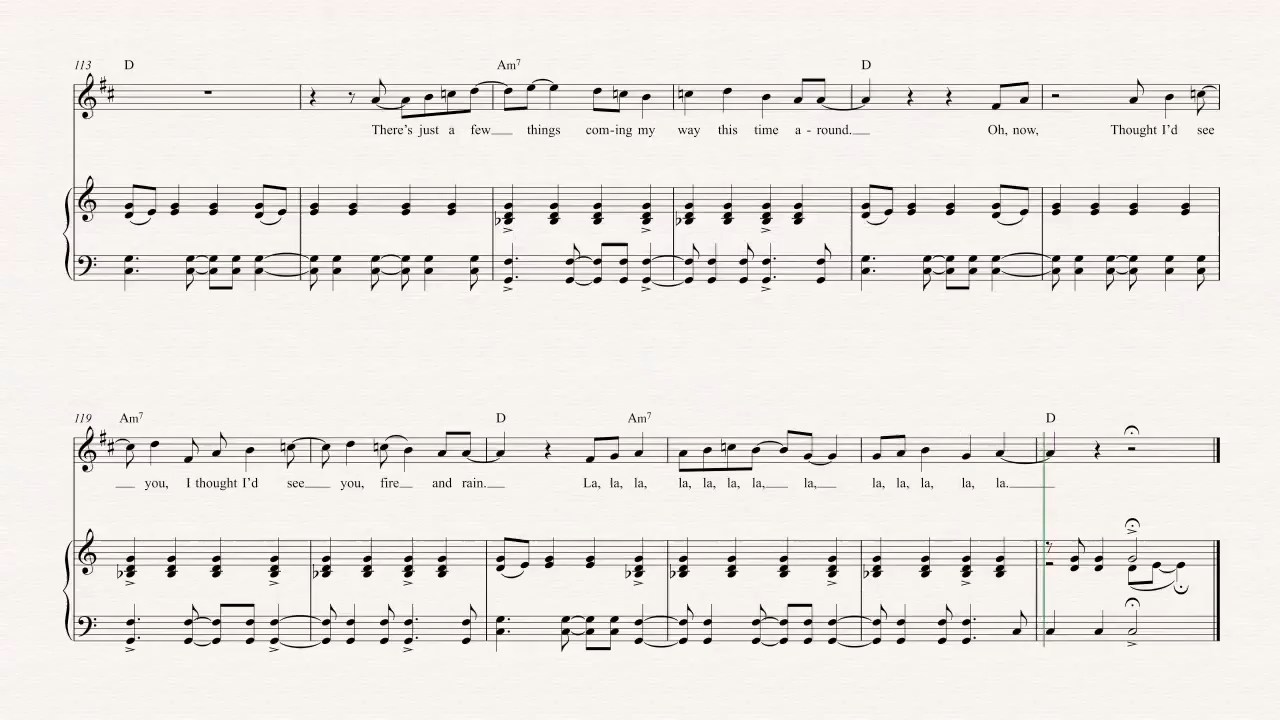 113 D Am7 D
There's just a few things com-ing my way this time a - round. Oh, now, Thought I'd see
119 Am7 D Am7 D
you, I thought I'd see you, fire and rain. La, la, la, la, la, la, la, la, la, la, la, la, la.